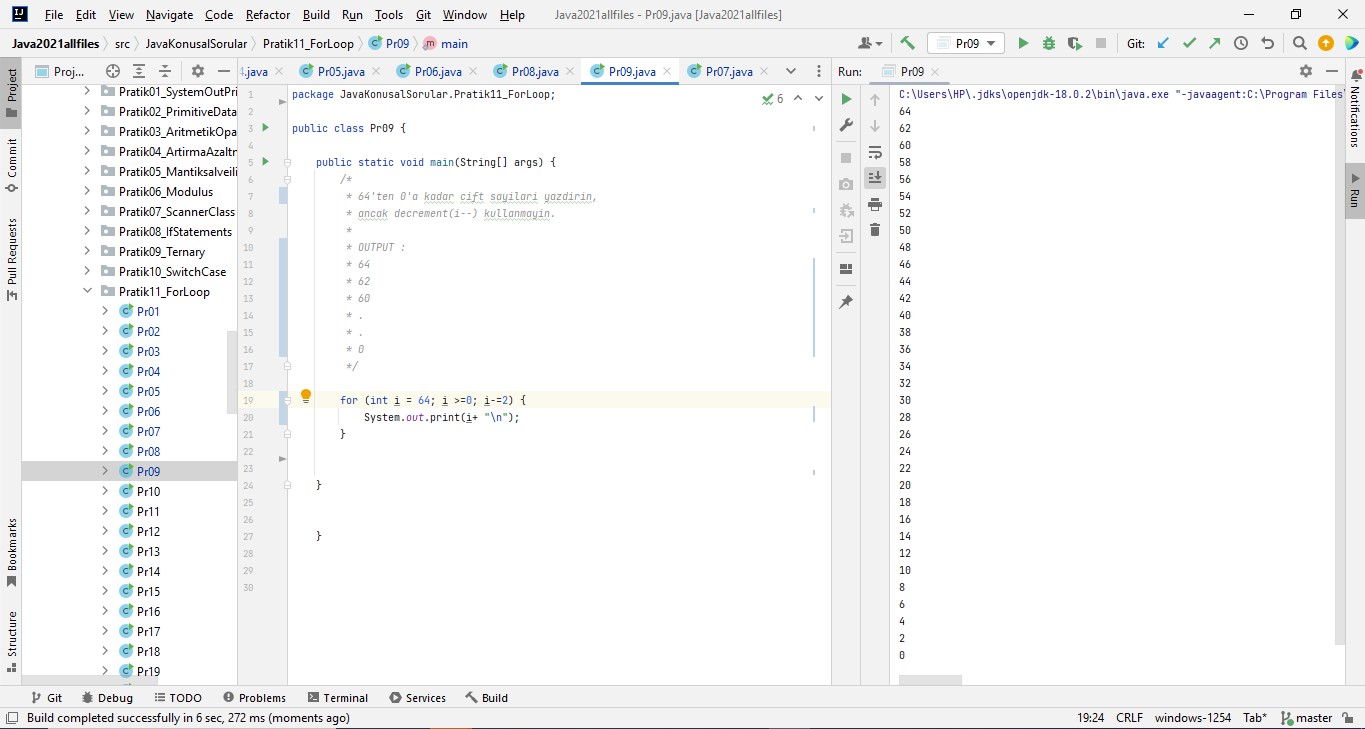 File Edit View Navigate Code Refactor Build Run Tools Git Window Help Java2021allfiles - Pr09.java [Java2021allfiles]
Java2021allfiles src JavaKonusalSorular Pratik11_ForLoop Pr09 main Pr09 Git:
Project
Commit
Pull Requests
Bookmarks
Structure
Proj...
Pratik01_SystemOutPri
Pratik02_PrimitiveData
Pratik03_AritmetikOpa
Pratik04_ArtirmaAzaltr
Pratik05_Mantiksalveili
Pratik06_Modulus
Pratik07_ScannerClass
Pratik08_IfStatements
Pratik09_Ternary
Pratik10_SwitchCase
Pratik11_ForLoop
Pr01
Pr02
Pr03
Pr04
Pr05
Pr06
Pr07
Pr08
Pr09
Pr10
Pr11
Pr12
Pr13
Pr14
Pr15
Pr16
Pr17
Pr18
Pr19
.java Pr05.java Pr06.java Pr08.java Pr09.java Pr07.java
6
1 package JavaKonusalSorular.Pratik11_ForLoop;
2
3 public class Pr09 {
4
5 public static void main(String[] args) {
6 /*
7 * 64'ten 0'a kadar cift sayilari yazdirin,
8 * ancak decrement(i--) kullanmayin.
9 *
10 * OUTPUT :
11 * 64
12 * 62
13 * 60
14 * .
15 * .
16 * 0
17 */
18
19 for (int i = 64; i >=0; i-=2) {
20 System.out.print(i+ "\n");
21 }
22
23
24 }
25
26
27 }
28
29
30
Run: Pr09
C:\Users\HP\.jdks\openjdk-18.0.2\bin\java.exe "-javaagent:C:\Program Files
64
62
60
58
56
54
52
50
48
46
44
42
40
38
36
34
32
30
28
26
24
22
20
18
16
14
12
10
8
6
4
2
0
Notifications
Run
Git Debug TODO Problems Terminal Services Build
Build completed successfully in 6 sec, 272 ms (moments ago) 19:24 CRLF windows-1254 Tab* master